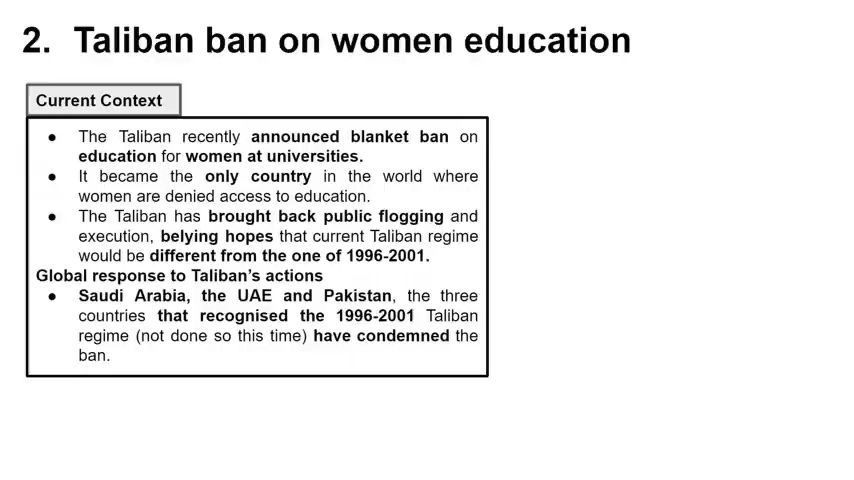 2. Taliban ban on women education
Current Context
● The Taliban recently announced blanket ban on
education for women at universities.
● It became the only country in the world where
women are denied access to education.
● The Taliban has brought back public flogging and
execution, belying hopes that current Taliban regime
would be different from the one of 1996-2001.
Global response to Taliban's actions
● Saudi Arabia, the UAE and Pakistan, the three
countries that recognised the 1996-2001 Taliban
regime (not done so this time) have condemned the
ban.